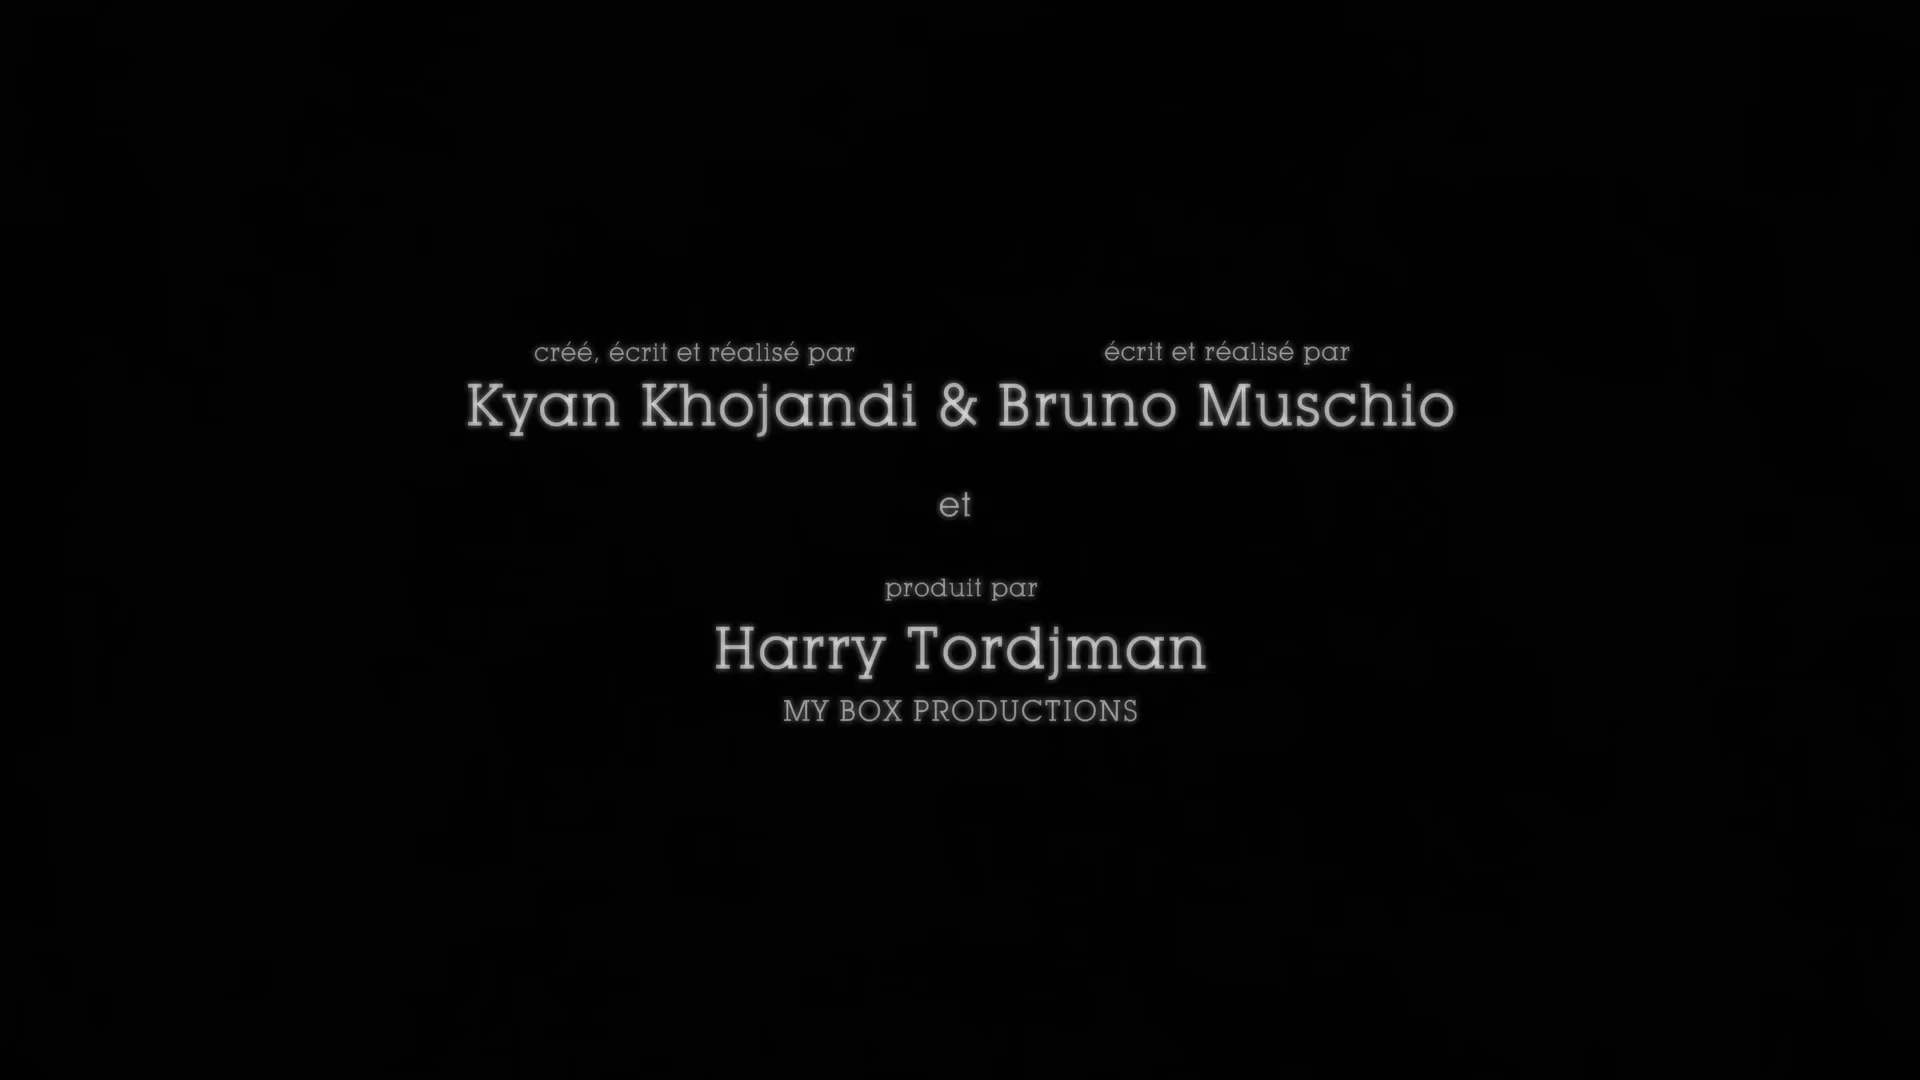 créé, écrit et réalisé par écrit et réalisé par
Kyan Khojandi & Bruno Muschio
et
produit par
Harry Tordjman
MY BOX PRODUCTIONS